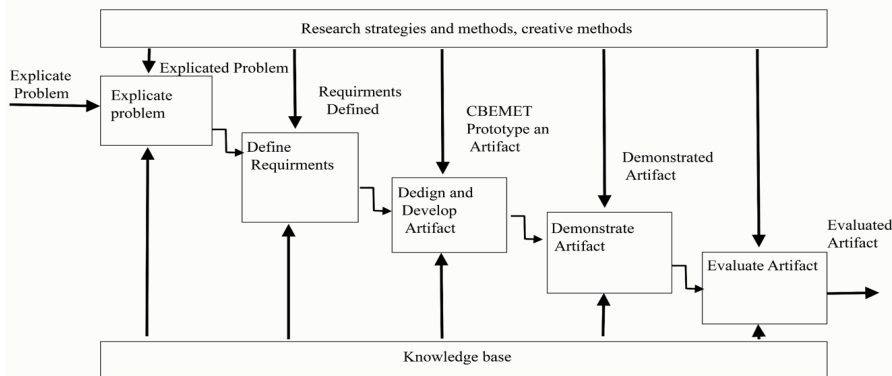 Research strategies and methods, creative methods
Explicate
Problem
Explicated Problem
Explicate
problem
Requirments
Defined
Define
Requirments
CBEMET
Prototype an
Artifact
Dedign and
Develop
Artifact
Demonstrated
Artifact
Demonstrate
Artifact
Evaluated
Artifact
Evaluate Artifact
Knowledge base